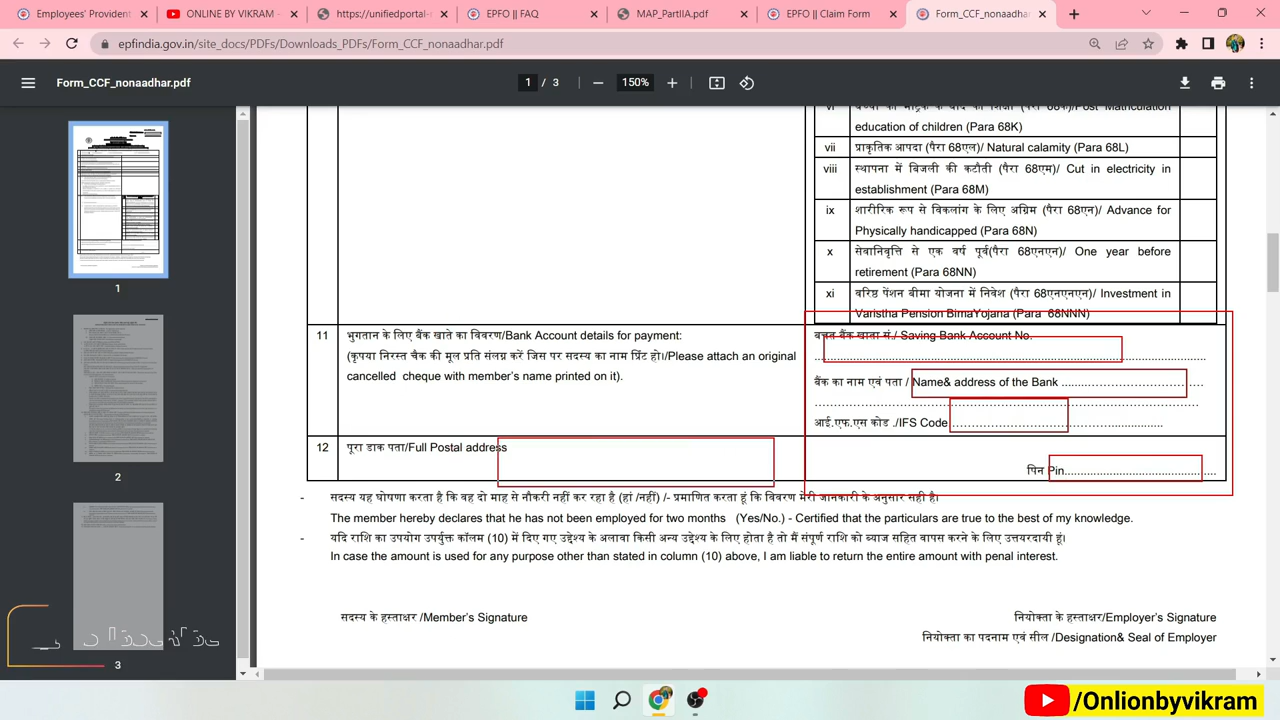 Employees' Provident
ONLINE BY VIKRAM -
https://unifiedportal-
EPFO || FAQ
MAP_PartIIA.pdf
EPFO || Claim Form
Form_CCF_nonaadhar
epfindia.gov.in/site_docs/PDFs/Downloads_PDFs/Form_CCF_nonaadhar.pdf
Form_CCF_nonaadhar.pdf
1 / 3
150%
education of children (Para 68K)
vii प्राकृतिक आपदा (पैरा 68एल)/ Natural calamity (Para 68L)
viii स्थापना में बिजली की कटौती (पैरा 68एम)/ Cut in electricity in
establishment (Para 68M)
ix शारीरिक रूप से विकलांग के लिए अग्रिम (पैरा 68एन)/ Advance for
Physically handicapped (Para 68N)
x सेवानिवृत्ति से एक वर्ष पूर्व(पैरा 68एनएन)/ One year before
retirement (Para 68NN)
xi वरिष्ठ पेंशन बीमा योजना में निवेश (पैरा 68एनएनएन)/ Investment in
Varistha Pension BimaYojana (Para 68NNN)
11 भुगतान के लिए बैंक खाते का विवरण/Bank Account details for payment:
(कृपया निरस्त चैक की मूल प्रति संलग्न करें जिस पर सदस्य का नाम प्रिंट हो।/Please attach an original
cancelled cheque with member's name printed on it).
बचत बैंक खाता सं./ Saving Bank Account No.
बैंक का नाम एवं पता / Name& address of the Bank
आई.एफ.एस कोड ./IFS Code
12 पूरा डाक पता/Full Postal address
पिन Pin
- सदस्य यह घोषणा करता है कि वह दो माह से नौकरी नहीं कर रहा है (हां /नहीं) /- प्रमाणित करता हूं कि विवरण मेरी जानकारी के अनुसार सही है।
The member hereby declares that he has not been employed for two months (Yes/No.) - Certified that the particulars are true to the best of my knowledge.
- यदि राशि का उपयोग उपर्युक्त कॉलम (10) में दिए गए उद्देश्य के अलावा किसी अन्य उद्देश्य के लिए होता है तो मैं संपूर्ण राशि को ब्याज सहित वापस करने के लिए उत्तरदायी हूं।
In case the amount is used for any purpose other than stated in column (10) above, I am liable to return the entire amount with penal interest.
सदस्य के हस्ताक्षर /Member's Signature
नियोक्ता के हस्ताक्षर/Employer's Signature
नियोक्ता का पदनाम एवं सील /Designation& Seal of Employer
1
2
3
/Onlionbyvikram